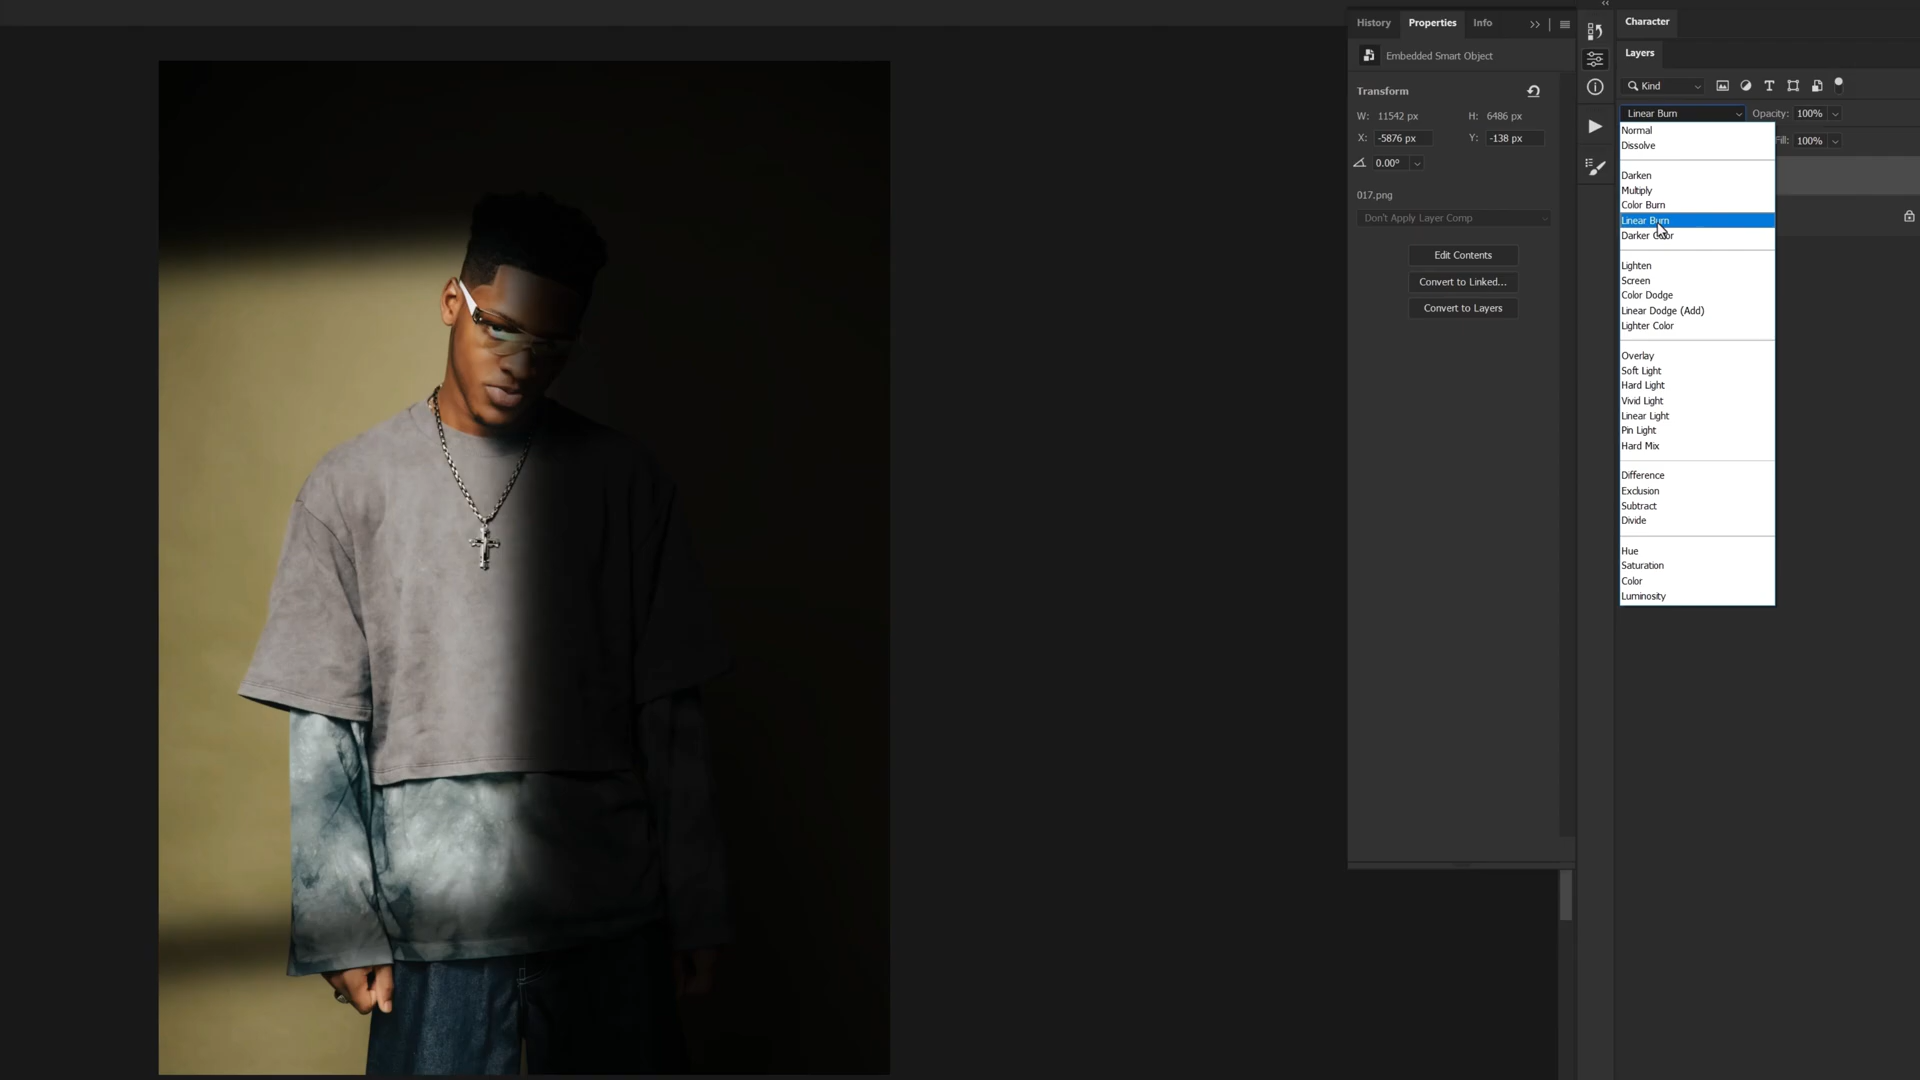 History Properties Info
Embedded Smart Object
Transform
W: 11542 px H: 6486 px
X: -5876 px Y: -138 px
0.00°
017.png
Don't Apply Layer Comp
Edit Contents
Convert to Linked...
Convert to Layers
Character
Layers
Kind
Linear Burn Opacity: 100%
Fill: 100%
Normal
Dissolve
Darken
Multiply
Color Burn
Linear Burn
Darker Color
Lighten
Screen
Color Dodge
Linear Dodge (Add)
Lighter Color
Overlay
Soft Light
Hard Light
Vivid Light
Linear Light
Pin Light
Hard Mix
Difference
Exclusion
Subtract
Divide
Hue
Saturation
Color
Luminosity